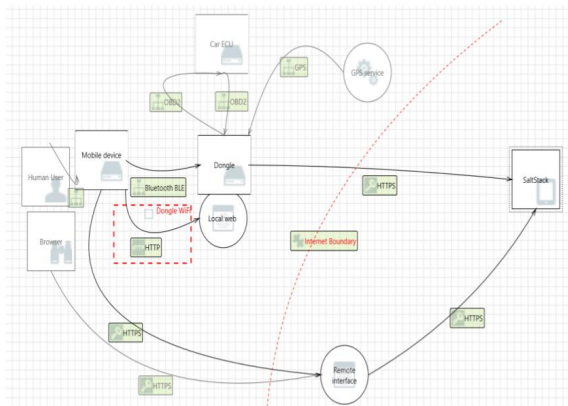 Car ECU
GPS
GPS service
OBD2
OBD2
Mobile device
Dongle
Human User
Bluetooth BLE
HTTPS
SaltStack
Dongle WiFi
Local web
Browser
HTTP
Internet Boundary
HTTPS
HTTPS
HTTPS
Remote
interface